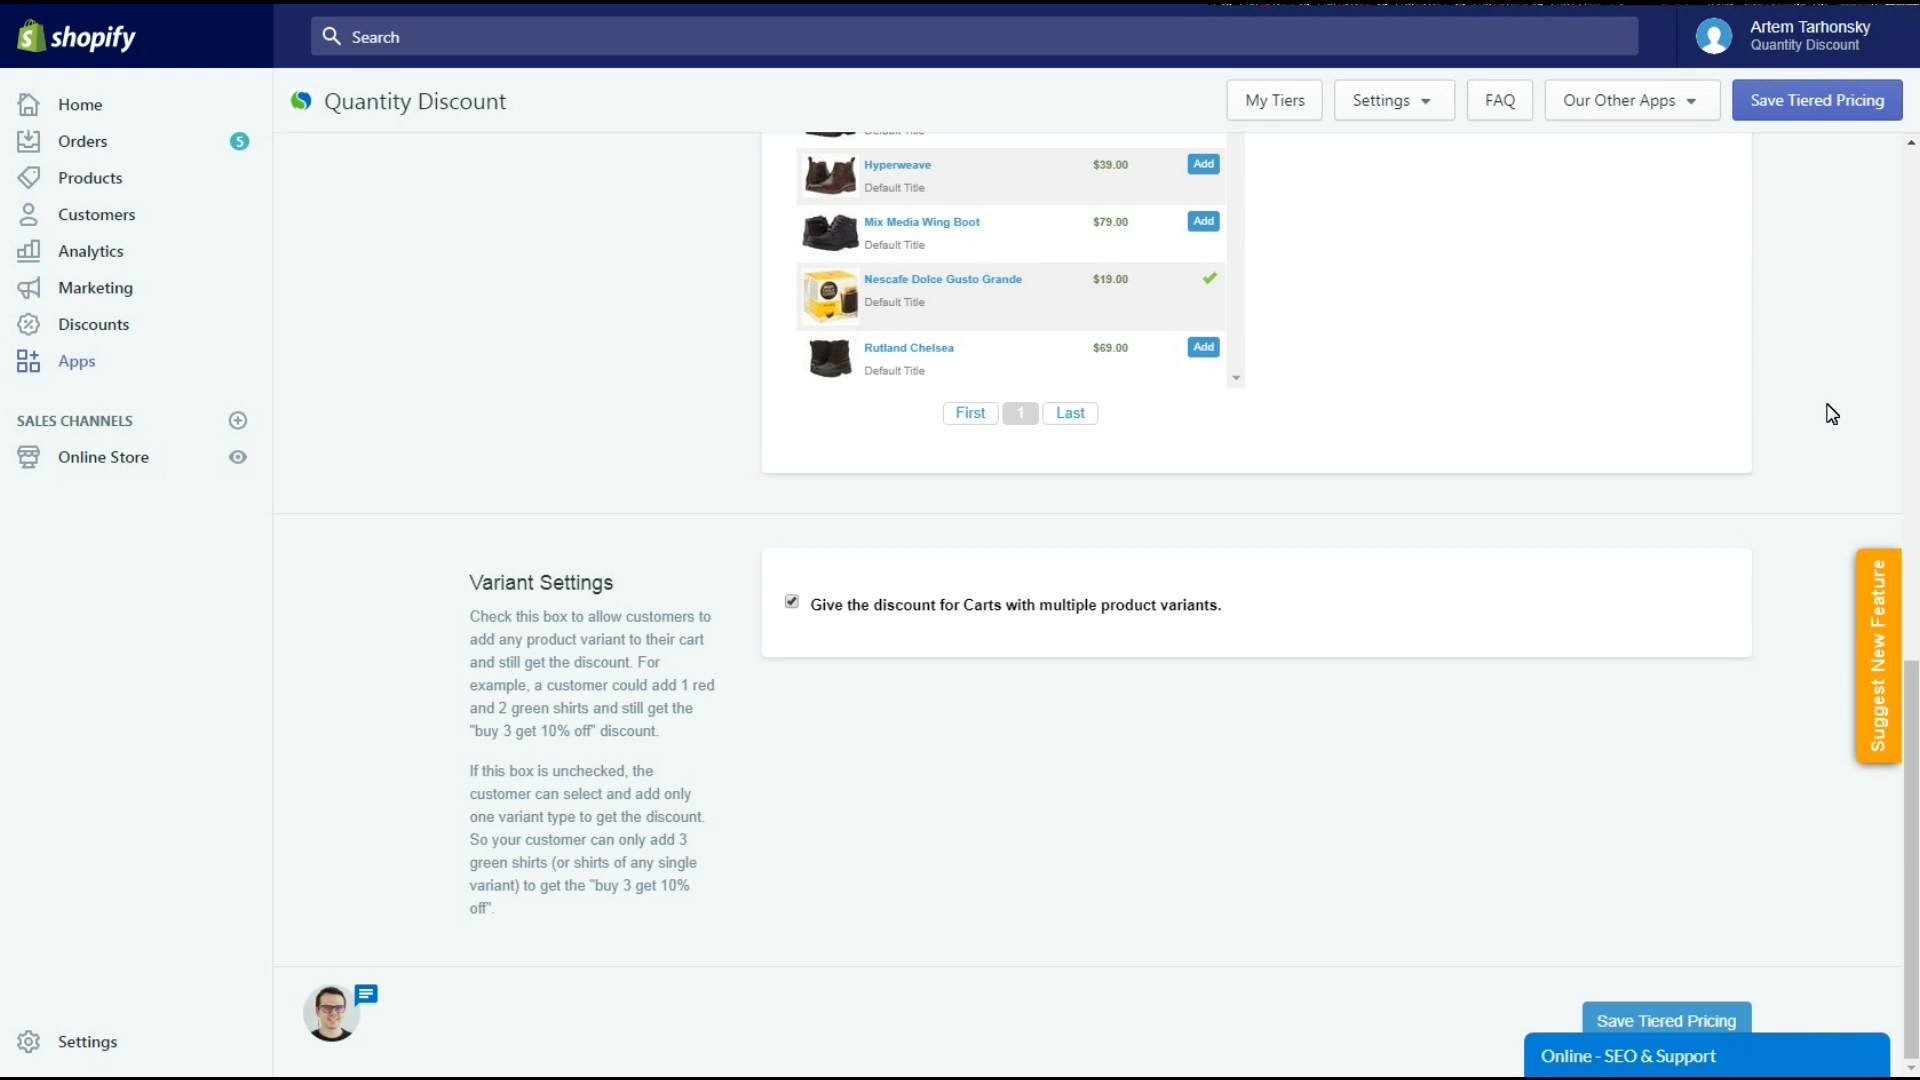 shopify
Search
Artem Tarhonsky
Quantity Discount
Home
Orders
5
Products
Customers
Analytics
Marketing
Discounts
Apps
SALES CHANNELS
Online Store
Settings
Quantity Discount
My Tiers
Settings
FAQ
Our Other Apps
Save Tiered Pricing
Default Title
Hyperweave
$39.00
Add
Default Title
Mix Media Wing Boot
$79.00
Add
Default Title
Nescafe Dolce Gusto Grande
$19.00
Default Title
Rutland Chelsea
$69.00
Add
Default Title
First
1
Last
Variant Settings
Check this box to allow customers to
add any product variant to their cart
and still get the discount. For
example, a customer could add 1 red
and 2 green shirts and still get the
"buy 3 get 10% off" discount.
If this box is unchecked, the
customer can select and add only
one variant type to get the discount.
So your customer can only add 3
green shirts (or shirts of any single
variant) to get the "buy 3 get 10%
off".
Give the discount for Carts with multiple product variants.
Suggest New Feature
Save Tiered Pricing
Online - SEO & Support